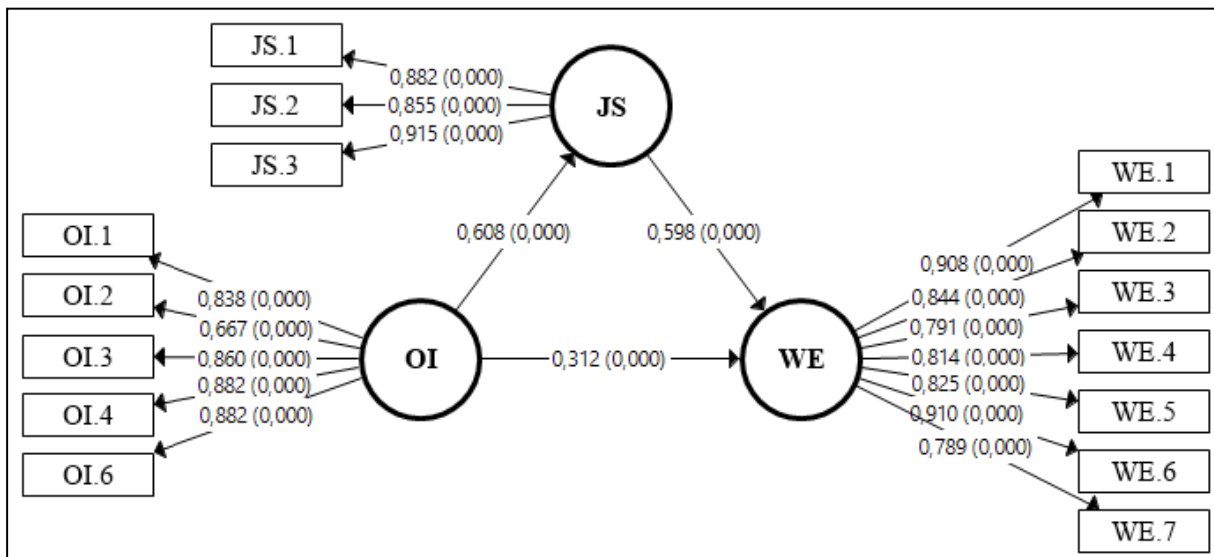 JS.1
JS.2
JS.3
0,882 (0,000)
0,855 (0,000)
0,915 (0,000)
JS
0,608 (0,000)
0,598 (0,000)
OI.1
OI.2
OI.3
OI.4
OI.6
0,838 (0,000)
0,667 (0,000)
0,860 (0,000)
0,882 (0,000)
0,882 (0,000)
OI
0,312 (0,000)
WE
0,908 (0,000)
0,844 (0,000)
0,791 (0,000)
0,814 (0,000)
0,825 (0,000)
0,910 (0,000)
0,789 (0,000)
WE.1
WE.2
WE.3
WE.4
WE.5
WE.6
WE.7